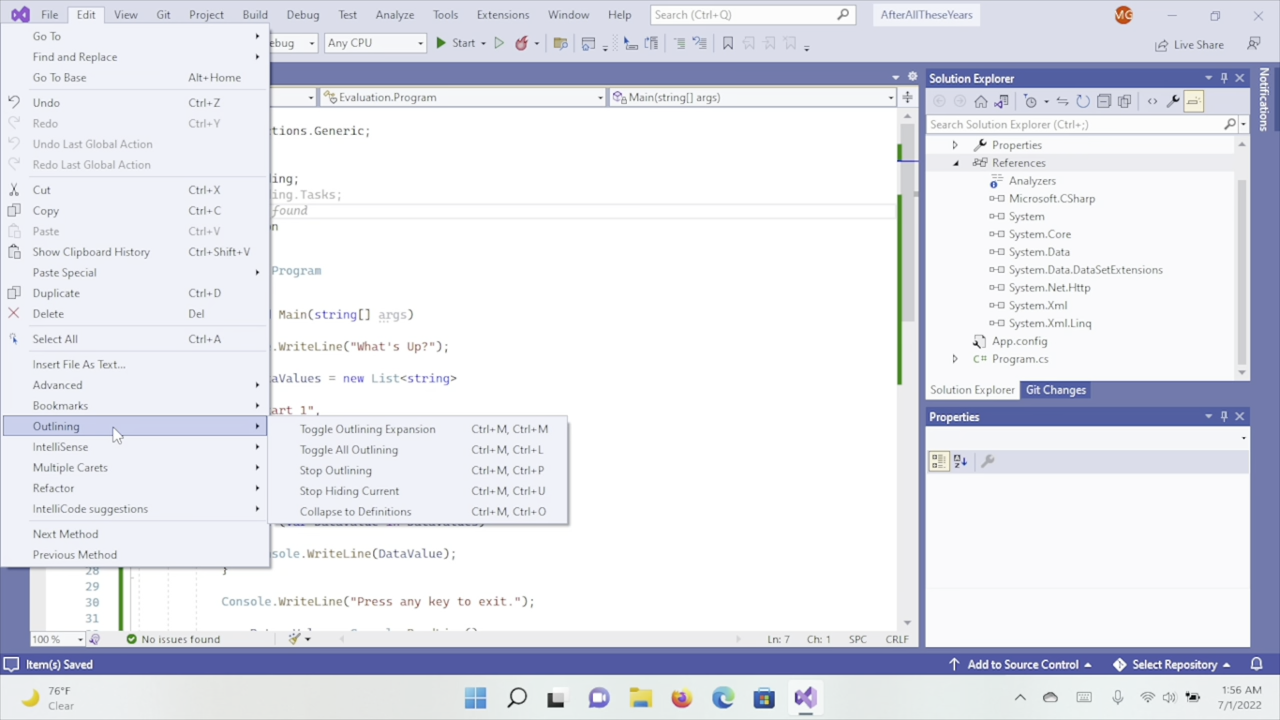 File Edit View Git Project Build Debug Test Analyze Tools Extensions Window Help Search (Ctrl+Q) AfterAllTheseYears MG
ebug Any CPU Start Live Share
Evaluation.Program Main(string[] args)
Go To
Find and Replace
Go To Base Alt+Home
Undo Ctrl+Z
Redo Ctrl+Y
Undo Last Global Action
Redo Last Global Action
Cut Ctrl+X
Copy Ctrl+C
Paste Ctrl+V
Show Clipboard History Ctrl+Shift+V
Paste Special
Duplicate Ctrl+D
Delete Del
Select All Ctrl+A
Insert File As Text...
Advanced
Bookmarks
Outlining
IntelliSense
Multiple Carets
Refactor
IntelliCode suggestions
Next Method
Previous Method
Toggle Outlining Expansion Ctrl+M, Ctrl+M
Toggle All Outlining Ctrl+M, Ctrl+L
Stop Outlining Ctrl+M, Ctrl+P
Stop Hiding Current Ctrl+M, Ctrl+U
Collapse to Definitions Ctrl+M, Ctrl+O
tions.Generic;
ing;
ing.Tasks;
found
n
Program
Main(string[] args)
.WriteLine("What's Up?");
aValues = new List<string>
art 1",
sole.WriteLine(DataValue);
28 }
29
30 Console.WriteLine("Press any key to exit.");
31
100 % No issues found Ln: 7 Ch: 1 SPC CRLF
Solution Explorer
Search Solution Explorer (Ctrl+;)
Properties
References
Analyzers
Microsoft.CSharp
System
System.Core
System.Data
System.Data.DataSetExtensions
System.Net.Http
System.Xml
System.Xml.Linq
App.config
C# Program.cs
Solution Explorer Git Changes
Properties
Notifications
Item(s) Saved Add to Source Control Select Repository
76°F
Clear
1:56 AM
7/1/2022